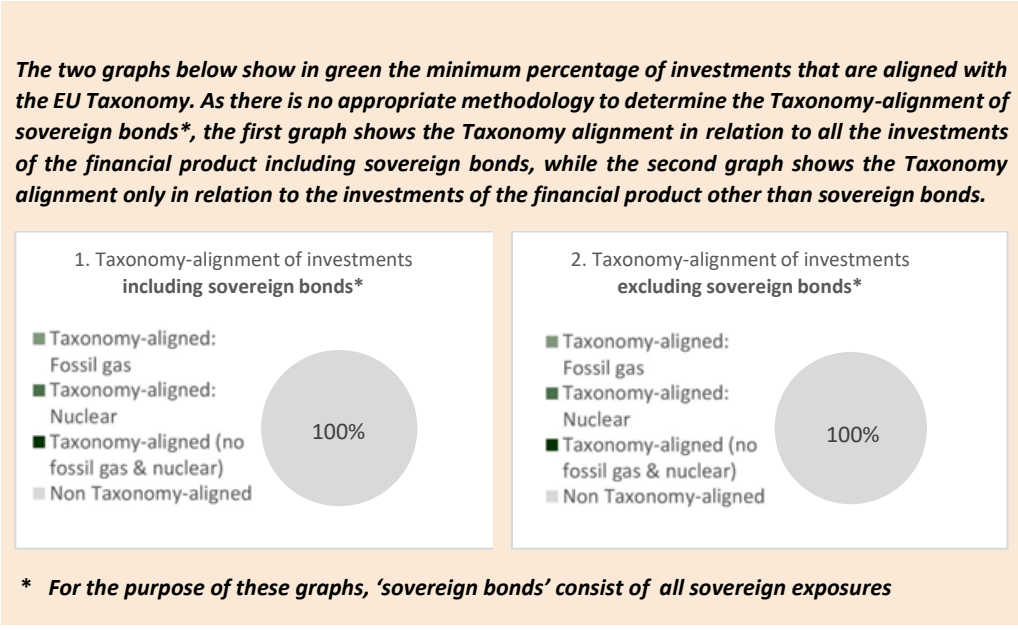 The two graphs below show in green the minimum percentage of investments that are aligned with
the EU Taxonomy. As there is no appropriate methodology to determine the Taxonomy-alignment of
sovereign bonds*, the first graph shows the Taxonomy alignment in relation to all the investments
of the financial product including sovereign bonds, while the second graph shows the Taxonomy
alignment only in relation to the investments of the financial product other than sovereign bonds.
1. Taxonomy-alignment of investments
including sovereign bonds*
Taxonomy-aligned:
Fossil gas
Taxonomy-aligned:
Nuclear
Taxonomy-aligned (no
fossil gas & nuclear)
Non Taxonomy-aligned
100%
2. Taxonomy-alignment of investments
excluding sovereign bonds*
Taxonomy-aligned:
Fossil gas
Taxonomy-aligned:
Nuclear
Taxonomy-aligned (no
fossil gas & nuclear)
Non Taxonomy-aligned
100%
* For the purpose of these graphs, ‘sovereign bonds’ consist of all sovereign exposures